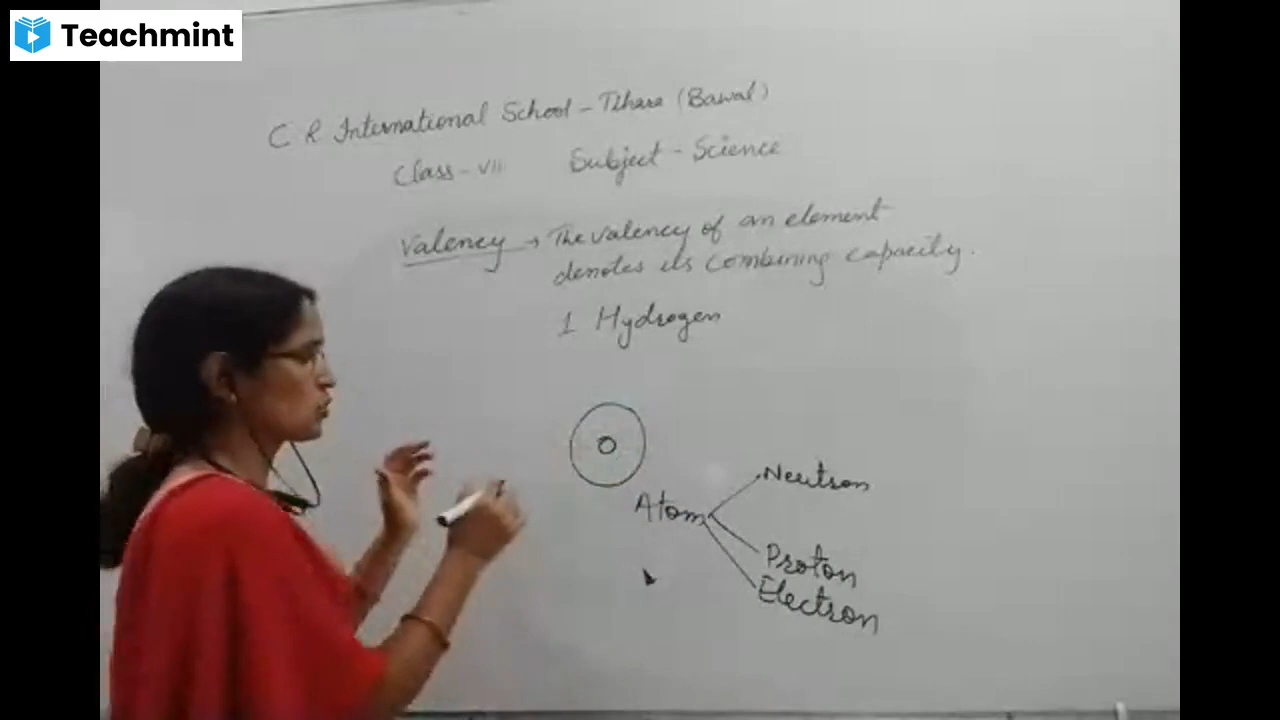 Teachmint
C R International School - (Bawal)
Class - VII Subject - Science
Valency → The valency of an element
denotes its combining capacity.
1 Hydrogen
Neutron
Atom
Proton
Electron